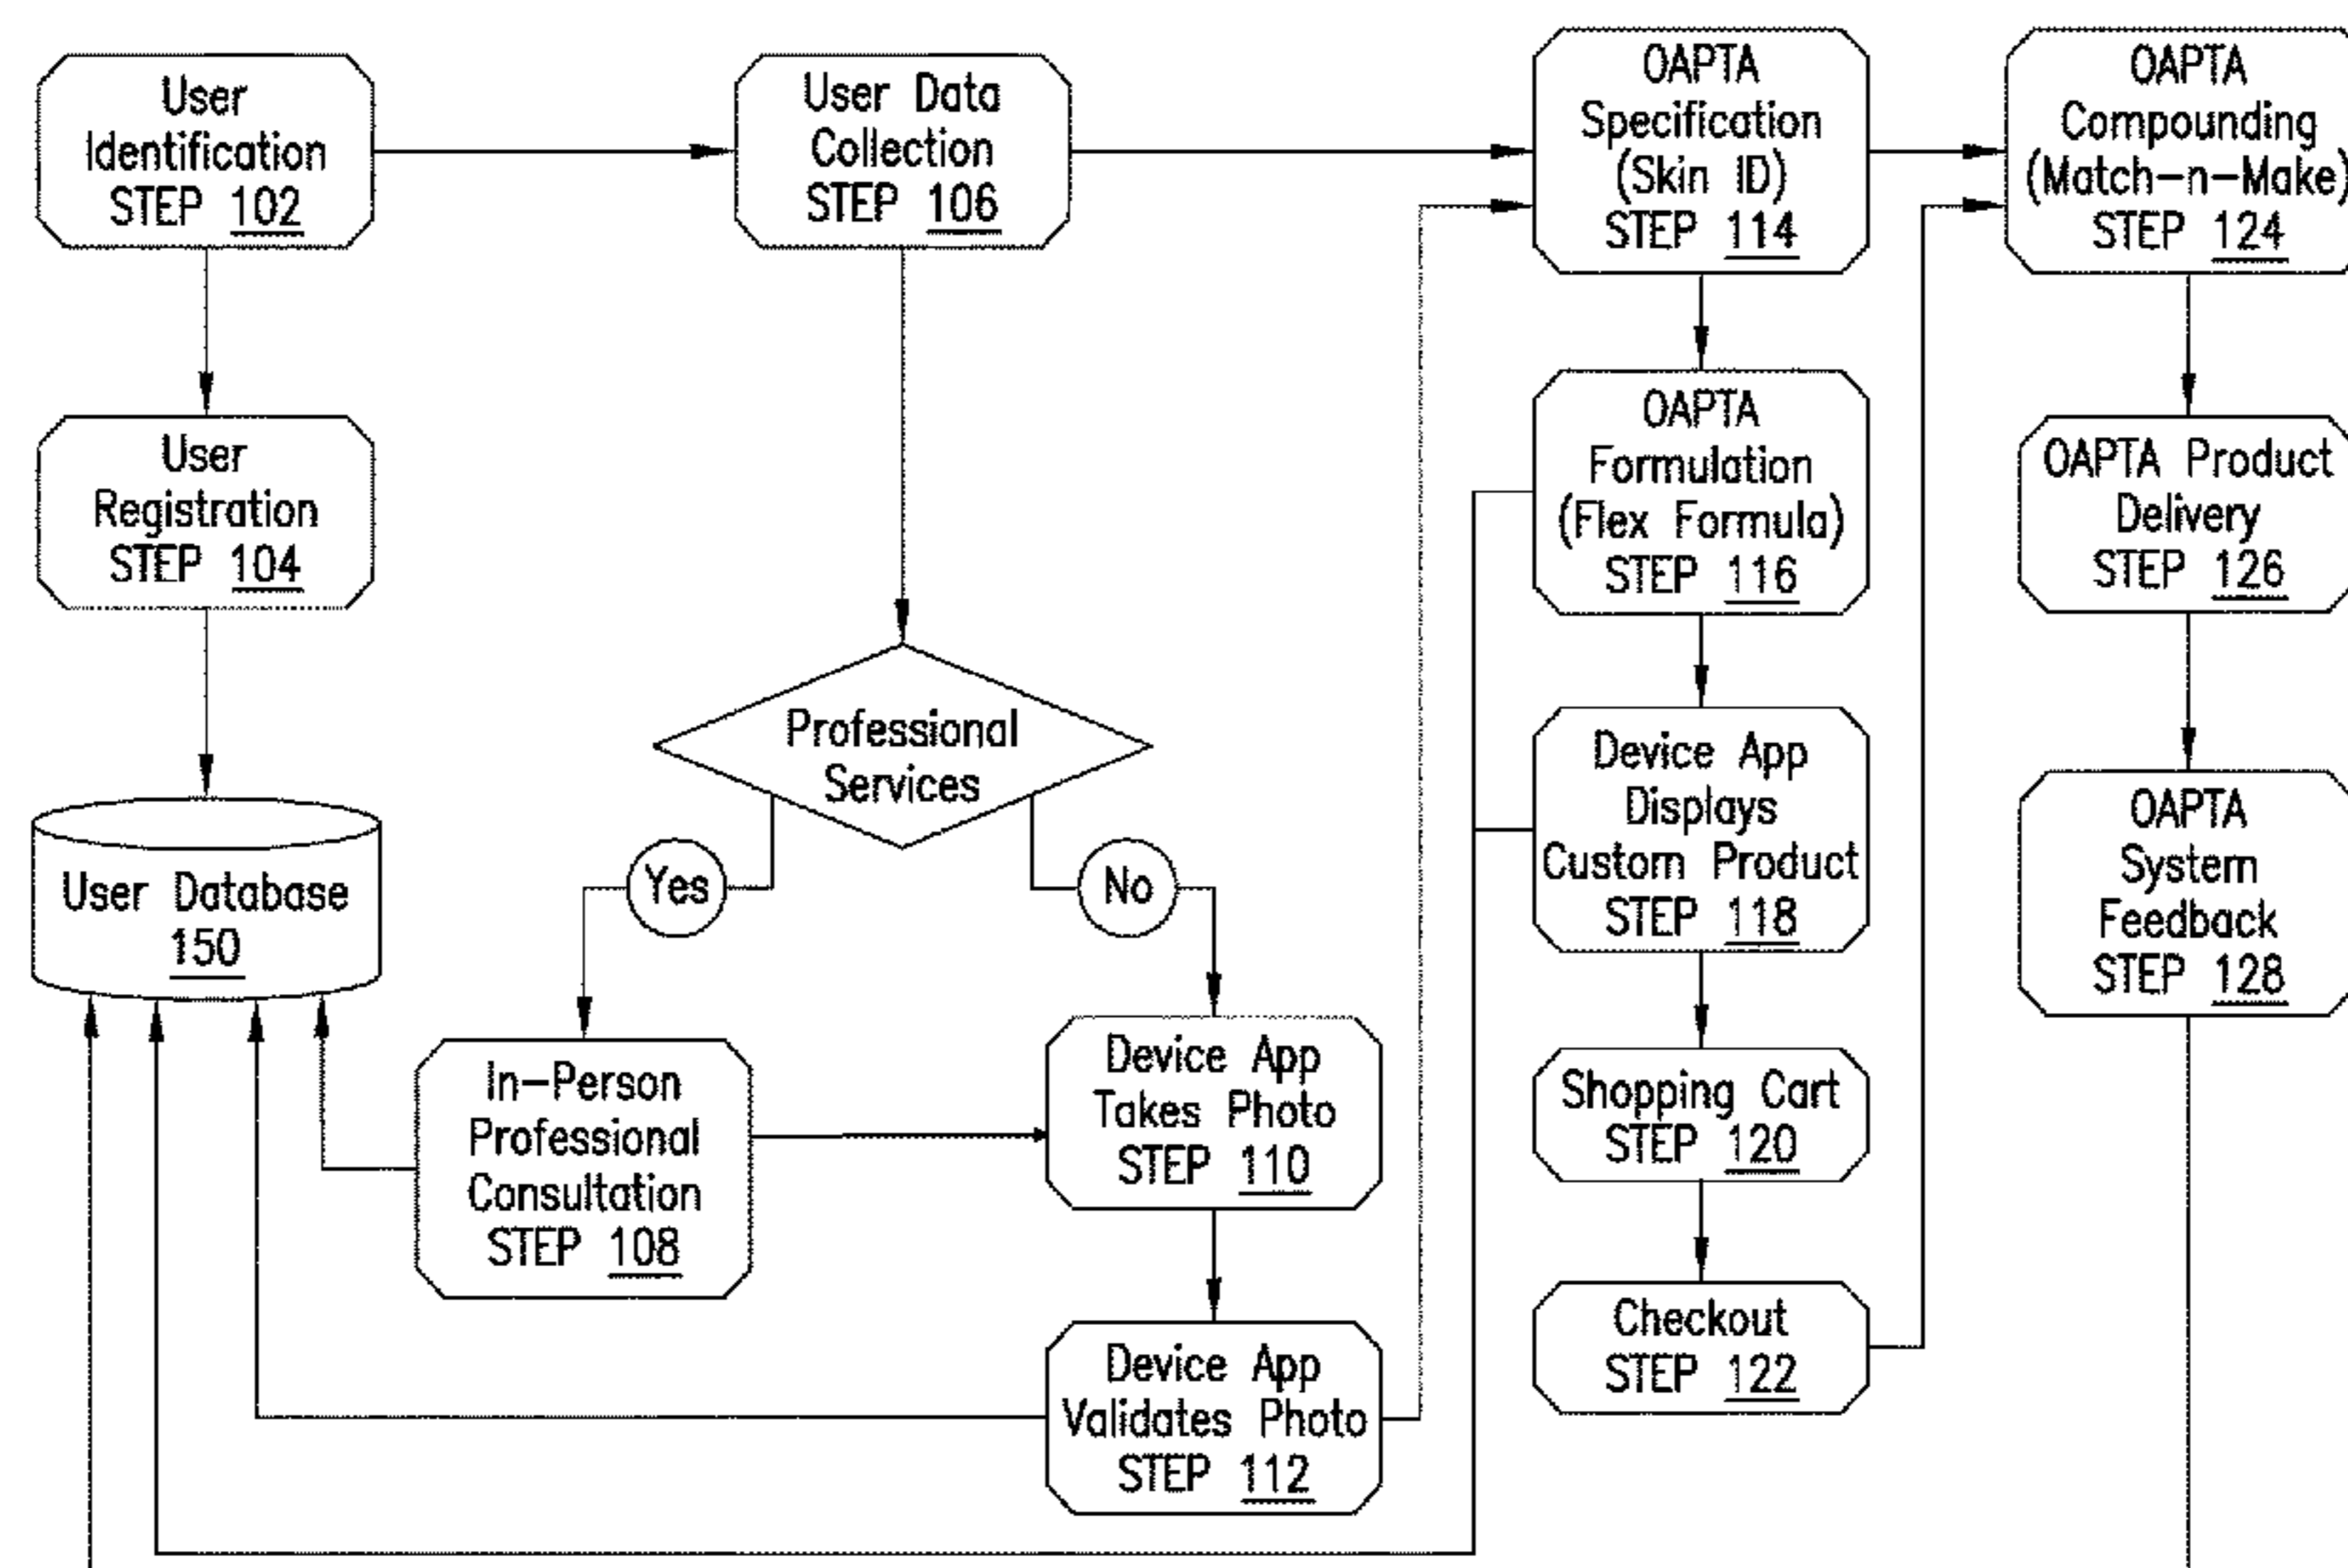 User
Identification
STEP 102
User
Registration
STEP 104
User Database
150
User Data
Collection
STEP 106
Professional
Services
Yes
No
In-Person
Professional
Consultation
STEP 108
Device App
Takes Photo
STEP 110
Device App
Validates Photo
STEP 112
OAPTA
Specification
(Skin ID)
STEP 114
OAPTA
Formulation
(Flex Formula)
STEP 116
Device App
Displays
Custom Product
STEP 118
Shopping Cart
STEP 120
Checkout
STEP 122
OAPTA
Compounding
(Match-n-Make)
STEP 124
OAPTA Product
Delivery
STEP 126
OAPTA
System
Feedback
STEP 128